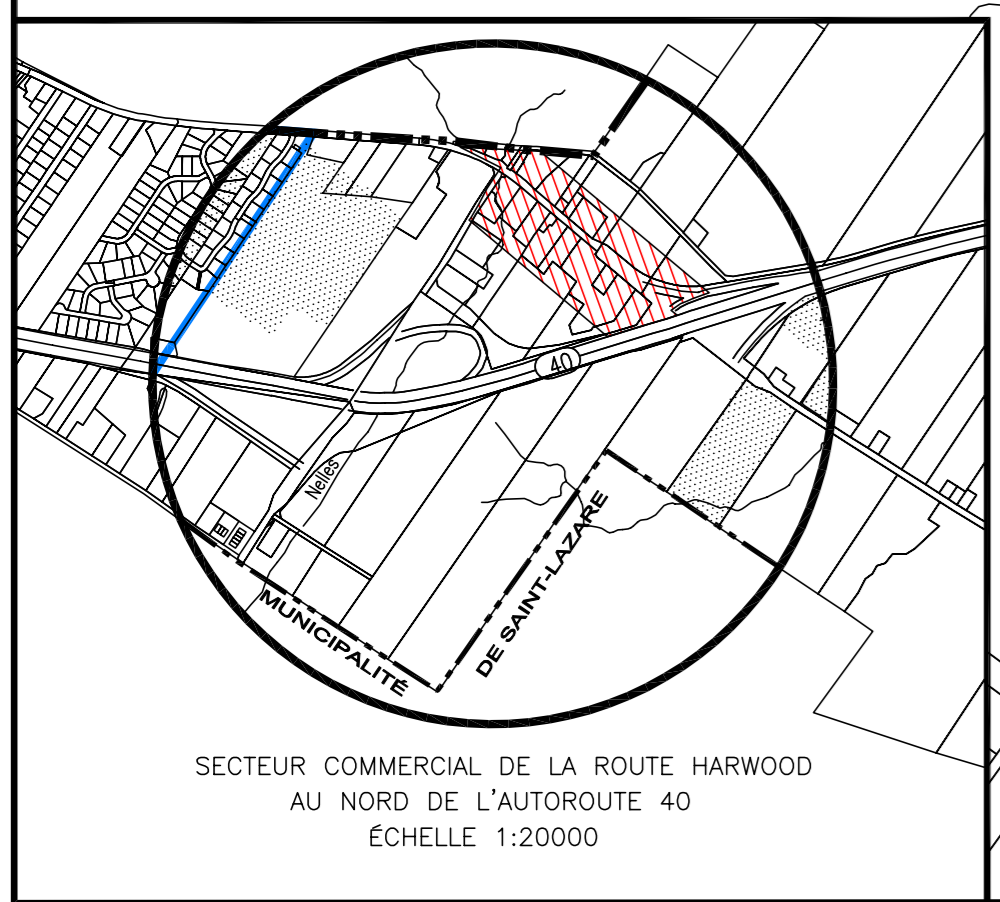 40
Nelles
MUNICIPALITÉ
DE SAINT-LAZARE
SECTEUR COMMERCIAL DE LA ROUTE HARWOOD
AU NORD DE L'AUTOROUTE 40
ÉCHELLE 1:20000